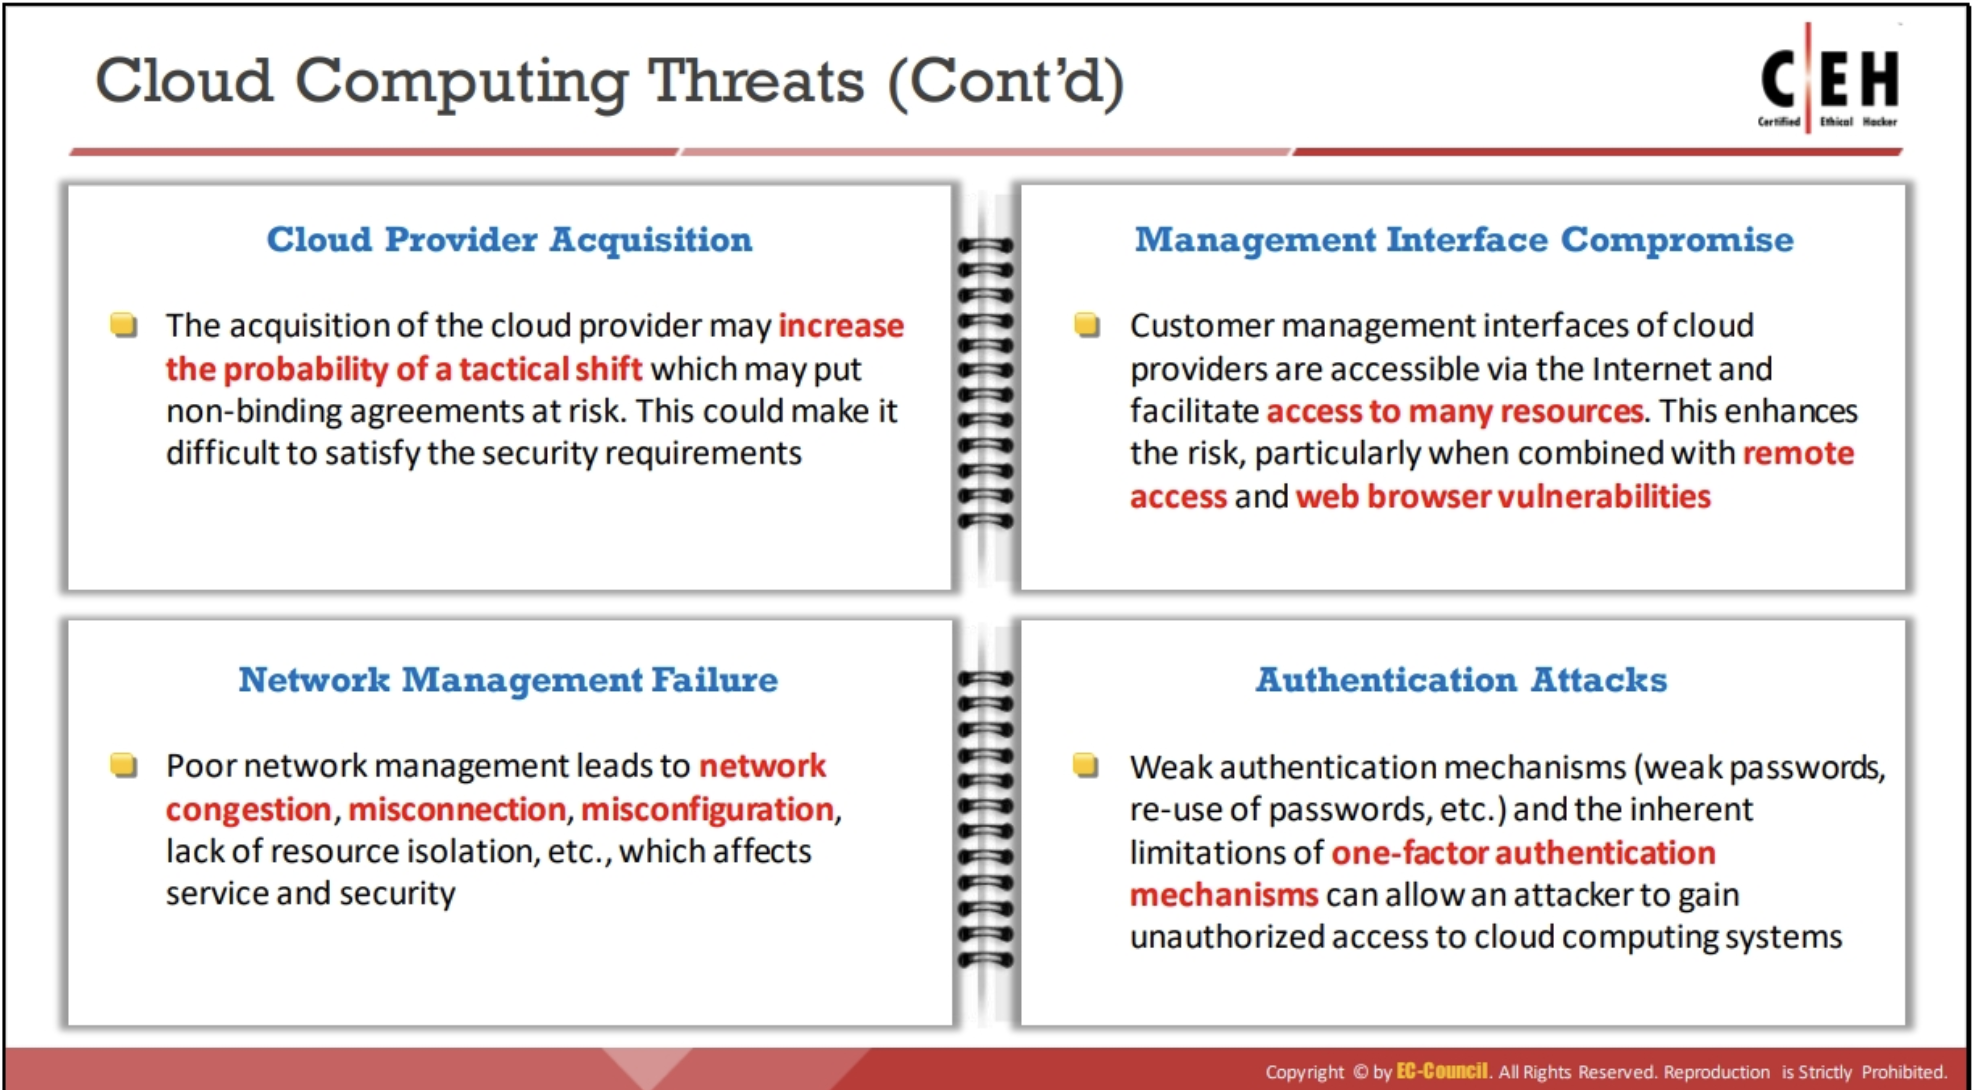 Cloud Computing Threats (Cont’d)
C EH
Certified Ethical Hacker
Cloud Provider Acquisition
The acquisition of the cloud provider may increase
the probability of a tactical shift which may put
non-binding agreements at risk. This could make it
difficult to satisfy the security requirements
Management Interface Compromise
Customer management interfaces of cloud
providers are accessible via the Internet and
facilitate access to many resources. This enhances
the risk, particularly when combined with remote
access and web browser vulnerabilities
Network Management Failure
Poor network management leads to network
congestion, misconnection, misconfiguration,
lack of resource isolation, etc., which affects
service and security
Authentication Attacks
Weak authentication mechanisms (weak passwords,
re-use of passwords, etc.) and the inherent
limitations of one-factor authentication
mechanisms can allow an attacker to gain
unauthorized access to cloud computing systems
Copyright © by EC-Council. All Rights Reserved. Reproduction is Strictly Prohibited.